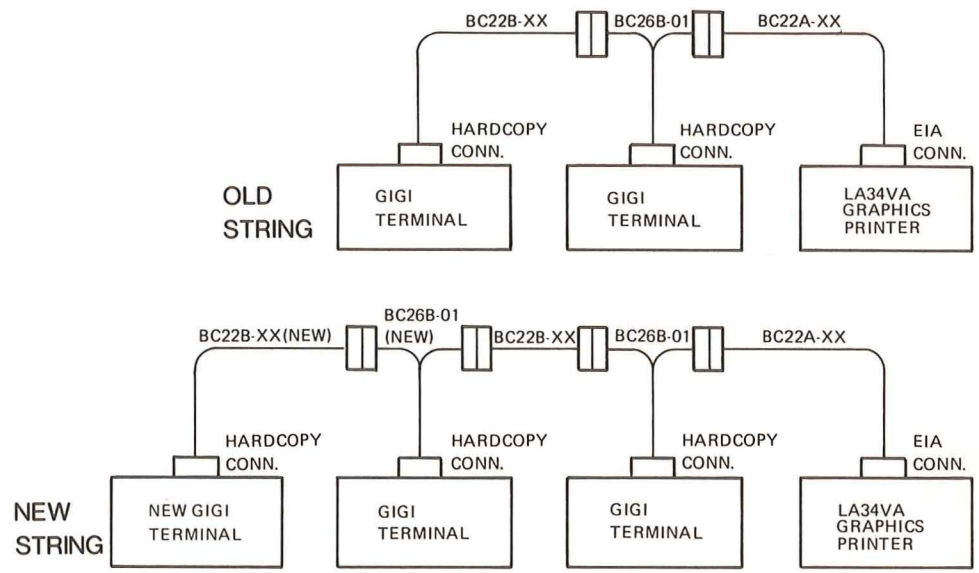 BC22B-XX BC26B-01 BC22A-XX
HARDCOPY CONN.
HARDCOPY CONN.
EIA CONN.
OLD STRING
GIGI TERMINAL
GIGI TERMINAL
LA34VA GRAPHICS PRINTER
BC22B-XX(NEW)
BC26B-01 (NEW)
BC22B-XX
BC26B-01
BC22A-XX
HARDCOPY CONN.
HARDCOPY CONN.
HARDCOPY CONN.
EIA CONN.
NEW STRING
NEW GIGI TERMINAL
GIGI TERMINAL
GIGI TERMINAL
LA34VA GRAPHICS PRINTER